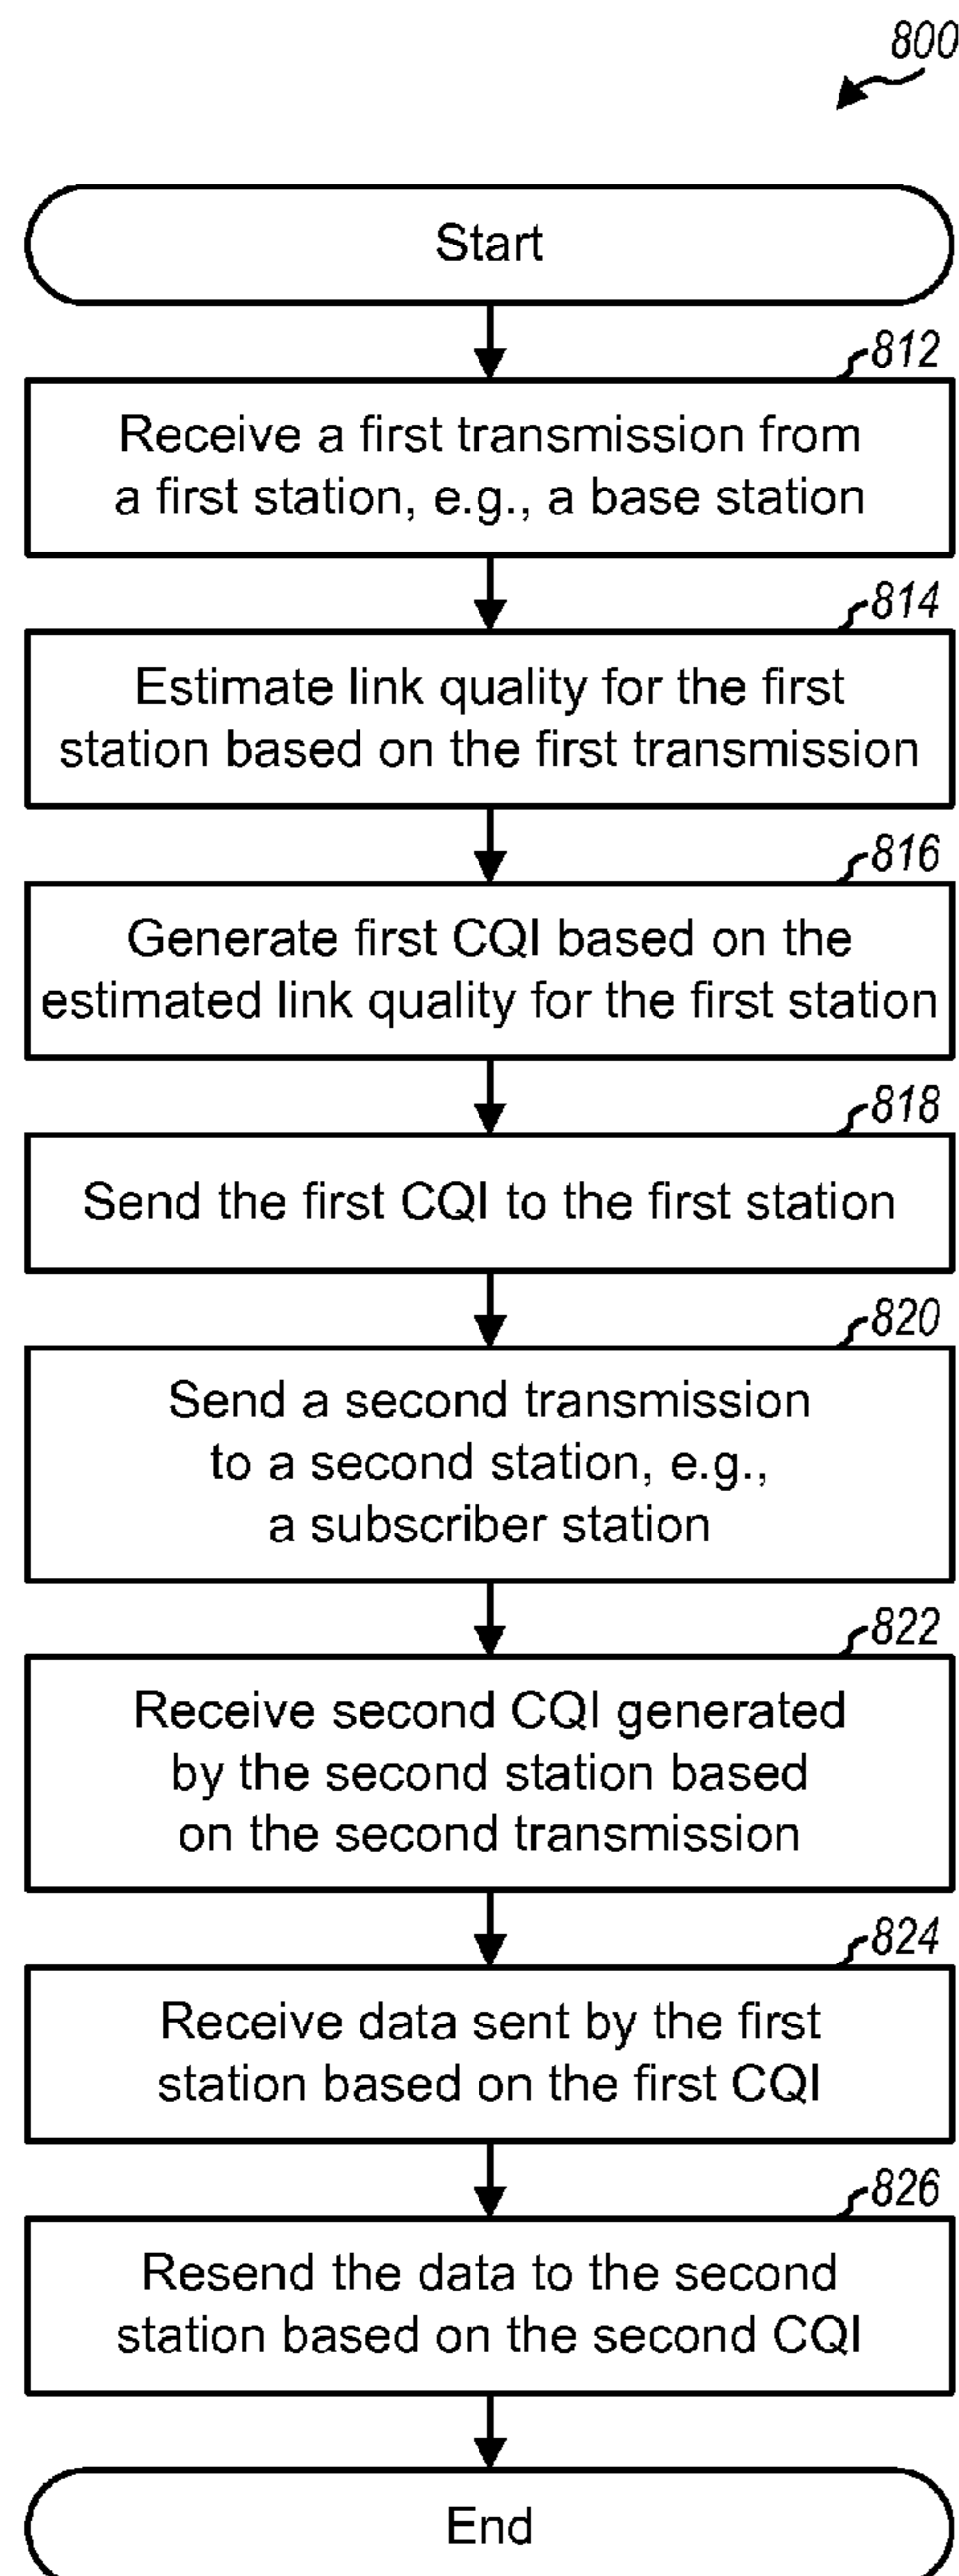 800
Start
812
Receive a first transmission from
a first station, e.g., a base station
814
Estimate link quality for the first
station based on the first transmission
816
Generate first CQI based on the
estimated link quality for the first station
818
Send the first CQI to the first station
820
Send a second transmission
to a second station, e.g.,
a subscriber station
822
Receive second CQI generated
by the second station based
on the second transmission
824
Receive data sent by the first
station based on the first CQI
826
Resend the data to the second
station based on the second CQI
End